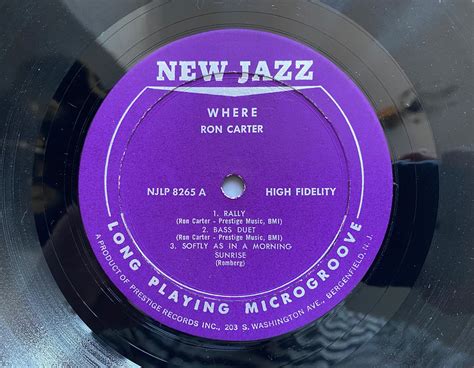 NEW JAZZ
WHERE
RON CARTER
NJLP 8265 A HIGH FIDELITY
1. RALLY
(Ron Carter - Prestige Music, BMI)
2. BASS DUET
(Ron Carter - Prestige Music, BMI)
3. SOFTLY AS IN A MORNING
SUNRISE
(Romberg)
LONG PLAYING MICROGROOVE
A PRODUCT OF PRESTIGE RECORDS INC., 203 S. WASHINGTON AVE., BERGENFIELD, N. J.